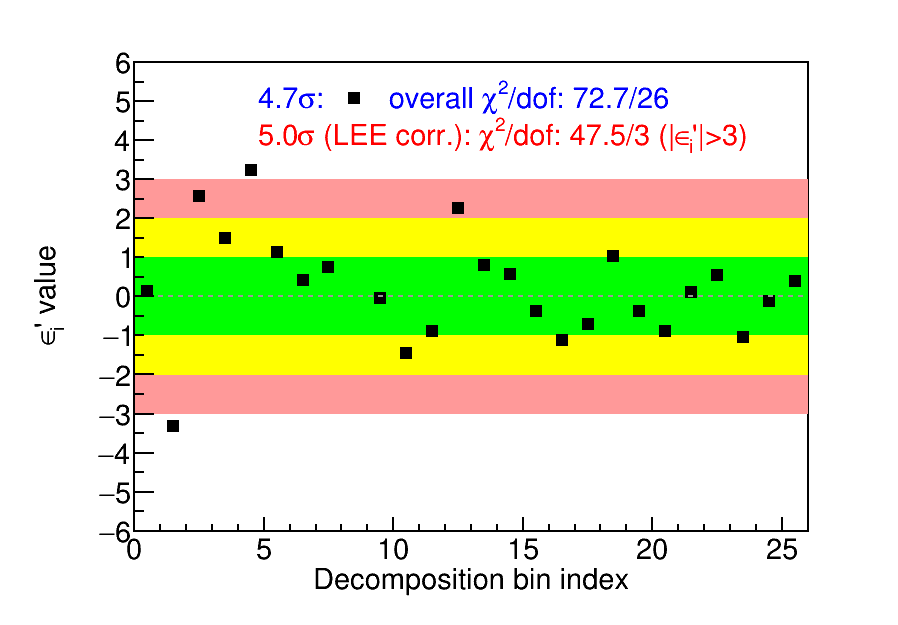 6
5
4
3
2
1
0
−1
−2
−3
−4
−5
−6
4.7σ: overall χ²/dof: 72.7/26
5.0σ (LEE corr.): χ²/dof: 47.5/3 (|ϵᵢ'|>3)
ϵᵢ' value
0 5 10 15 20 25
Decomposition bin index